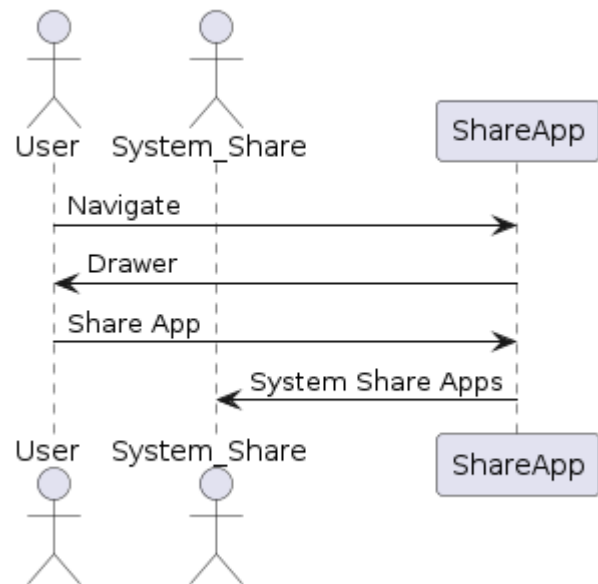 User System_Share ShareApp
Navigate
Drawer
Share App
System Share Apps
User System_Share ShareApp